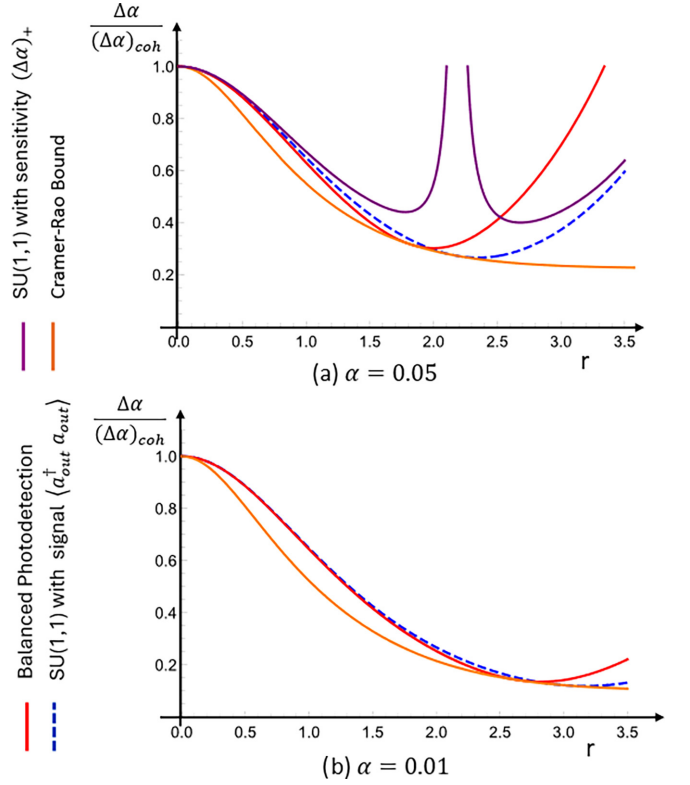 SU(1,1) with sensitivity (Δα)₊
Cramer-Rao Bound
Δα
(Δα)coh
1.0
0.8
0.6
0.4
0.2
0.0 0.5 1.0 1.5 2.0 2.5 3.0 3.5
r
(a) α = 0.05
Balanced Photodetection
SU(1,1) with signal ⟨a†out aout⟩
Δα
(Δα)coh
1.0
0.8
0.6
0.4
0.2
0.0 0.5 1.0 1.5 2.0 2.5 3.0 3.5
r
(b) α = 0.01